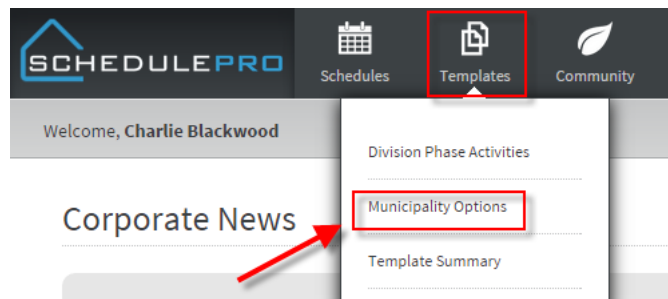 SCHEDULEPRO
Schedules
Templates
Community
Welcome, Charlie Blackwood
Division Phase Activities
Municipality Options
Corporate News
Template Summary